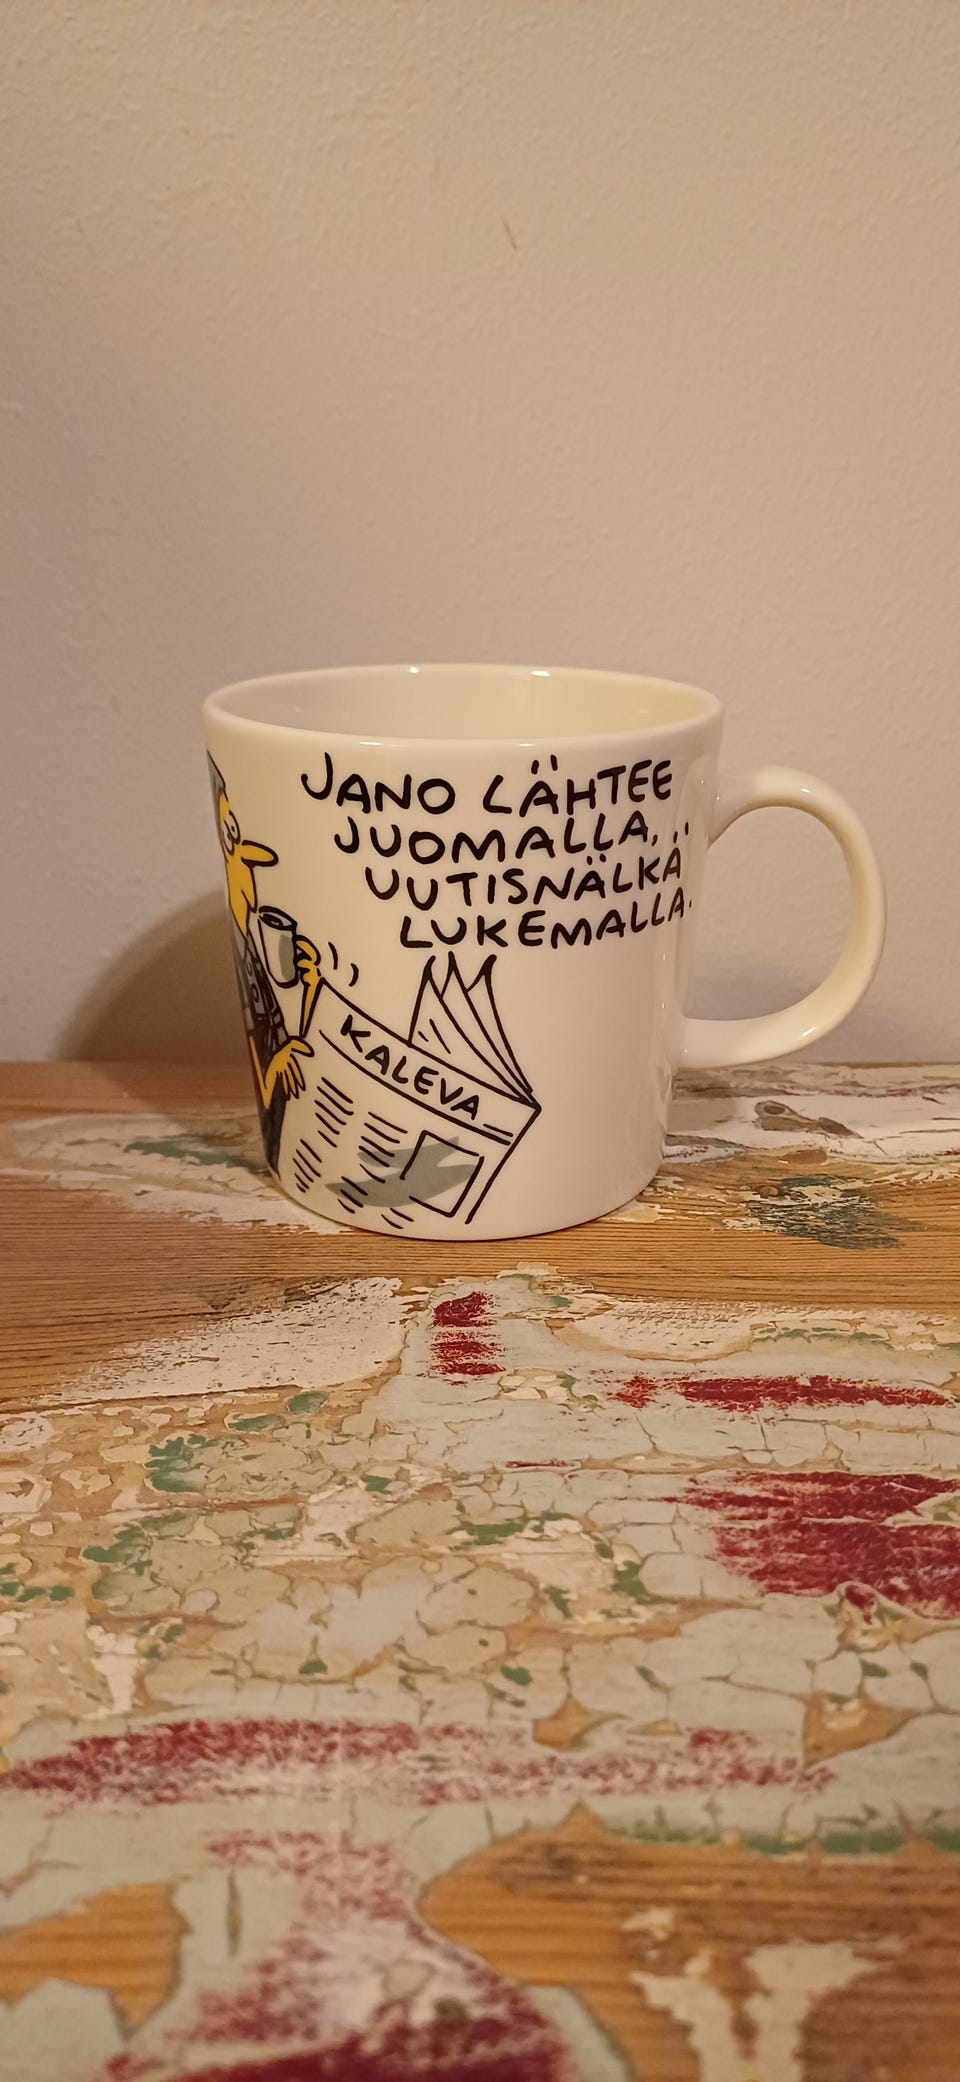 JANO LÄHTEE
JUOMALLA,
UUTISNÄLKÄ
LUKEMALLA.
KALEVA